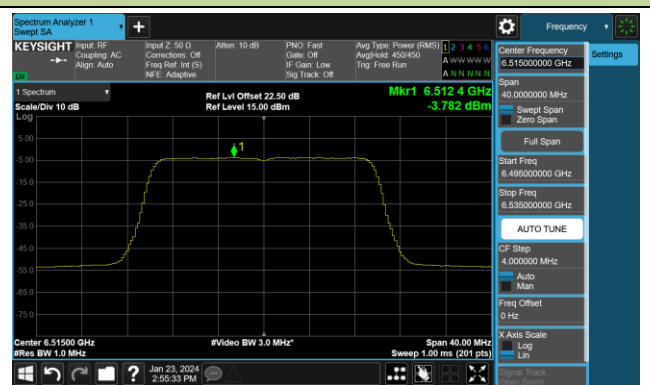 Spectrum Analyzer 1
Swept SA
Frequency
KEYSIGHT
Input: RF
Coupling: AC
Align: Auto
Input Z: 50 Ω
Corrections: Off
Freq Ref: Int (S)
NFE: Adaptive
Atten: 10 dB
PNO: Fast
Gate: Off
IF Gain: Low
Sig Track: Off
Avg Type: Power (RMS)
Avg|Hold: 450/450
Trig: Free Run
1 2 3 4 5 6
A W W W W W
A N N N N N
1 Spectrum
Scale/Div 10 dB
Log
Ref Lvl Offset 22.50 dB
Ref Level 15.00 dBm
Mkr1 6.512 4 GHz
-3.782 dBm
5.00
-5.00
-15.0
-25.0
-35.0
-45.0
-55.0
-65.0
-75.0
1
Center 6.51500 GHz
#Res BW 1.0 MHz
#Video BW 3.0 MHz*
Span 40.00 MHz
Sweep 1.00 ms (201 pts)
Jan 23, 2024
2:55:33 PM
Center Frequency
6.515000000 GHz
Settings
Span
40.0000000 MHz
Swept Span
Zero Span
Full Span
Start Freq
6.495000000 GHz
Stop Freq
6.535000000 GHz
AUTO TUNE
CF Step
4.000000 MHz
Auto
Man
Freq Offset
0 Hz
X Axis Scale
Log
Lin
Signal Track
(Span Zoom)